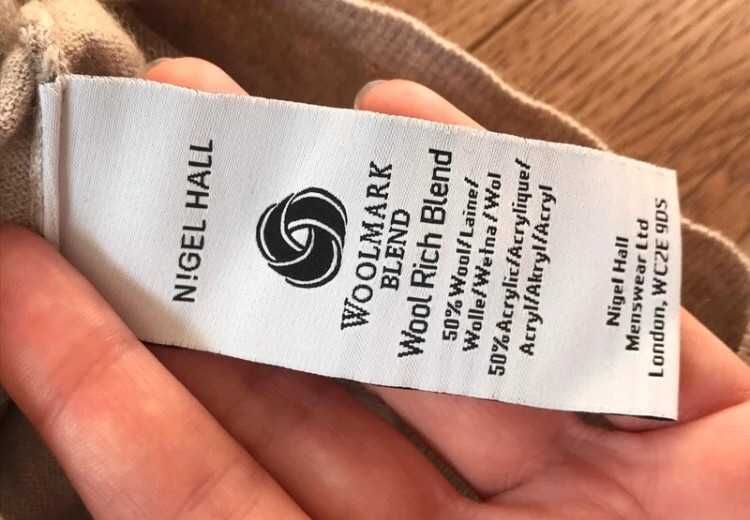 N!GEL HALL
WOOLMARK
BLEND
Wool Rich Blend
50% Wool/Laine/
Wolle/Wełna/Wol
50% Acrylic/Acrylique/
Acryl/Akryl/Acryl
Nigel Hall
Menswear Ltd
London, WC2E 9DS